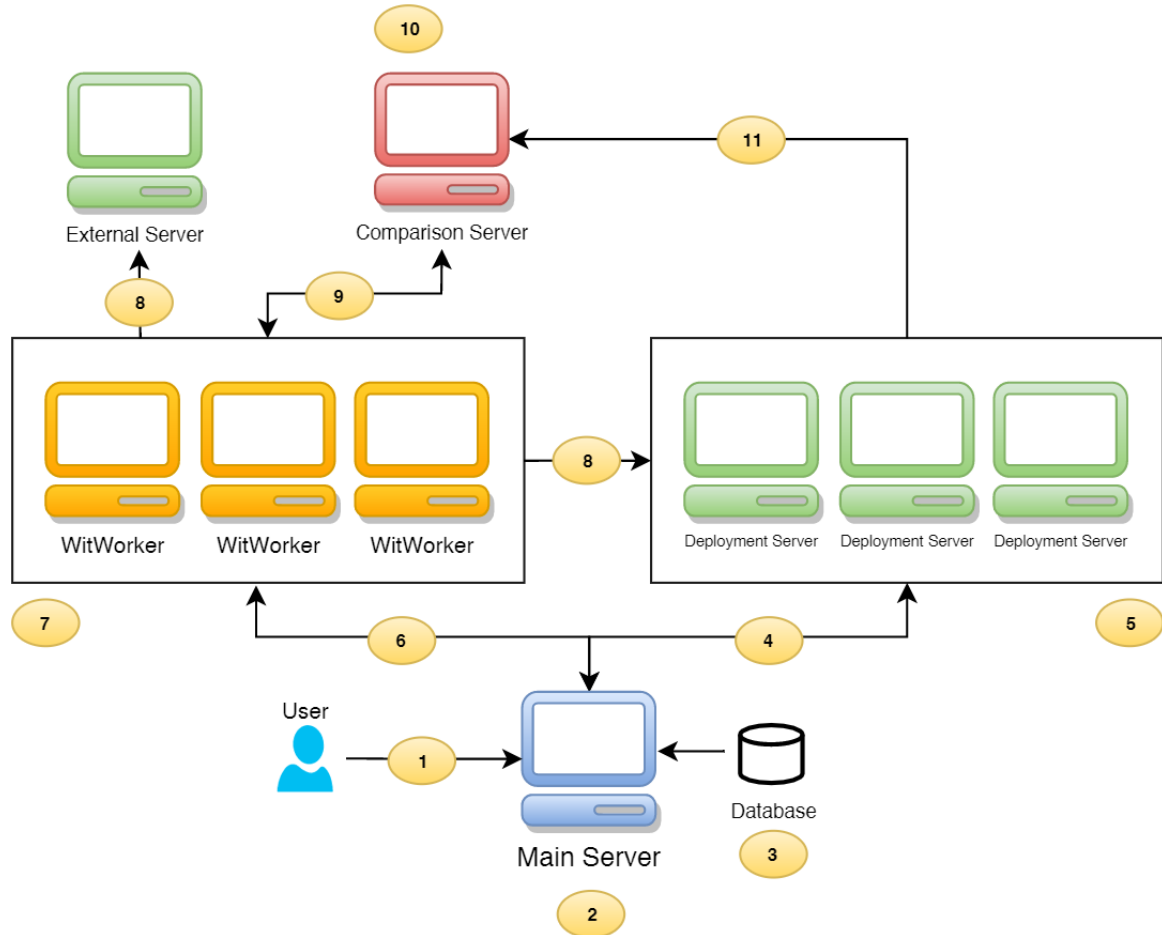 10
11
External Server
Comparison Server
8
9
8
WitWorker
WitWorker
WitWorker
Deployment Server
Deployment Server
Deployment Server
7
6
4
5
User
1
Database
Main Server
3
2